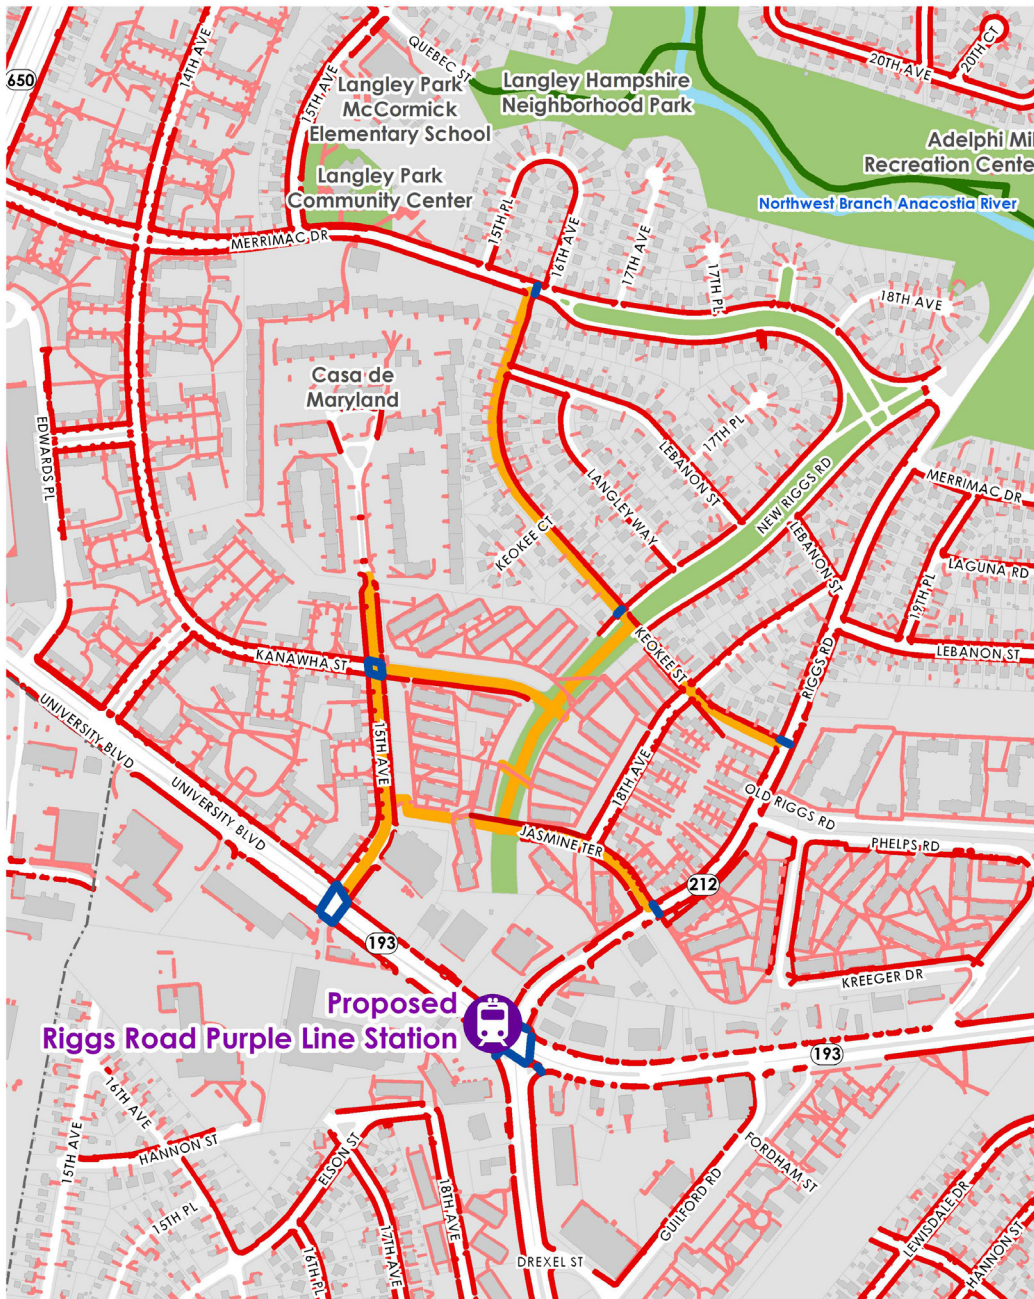 650
14TH AVE
15TH AVE
QUEBEC ST
Langley Park
McCormick
Elementary School
Langley Hampshire
Neighborhood Park
20TH AVE
20TH CT
Adelphi Mil
Recreation Cente
Langley Park
Community Center
Northwest Branch Anacostia River
MERRIMAC DR
15TH PL
16TH AVE
17TH AVE
17TH PL
18TH AVE
Casa de
Maryland
EDWARDS PL
LEBANON ST
17TH PL
LANGLEY WAY
NEW RIGGS RD
KEOKEE CT
MERRIMAC DR
LEBANON ST
LAGUNA RD
19TH PL
KEOKEE ST
LEBANON ST
KANAWHA ST
RIGGS RD
UNIVERSITY BLVD
15TH AVE
UNIVERSITY BLVD
18TH AVE
OLD RIGGS RD
JASMINE TER
PHELPS RD
212
193
KREEGER DR
Proposed
Riggs Road Purple Line Station
193
16TH AVE
15TH AVE
HANNON ST
ELSON ST
FORDHAM ST
15TH PL
18TH AVE
GUILFORD RD
17TH AVE
16TH PL
DREXEL ST
LEWISDALE DR
HANNON ST